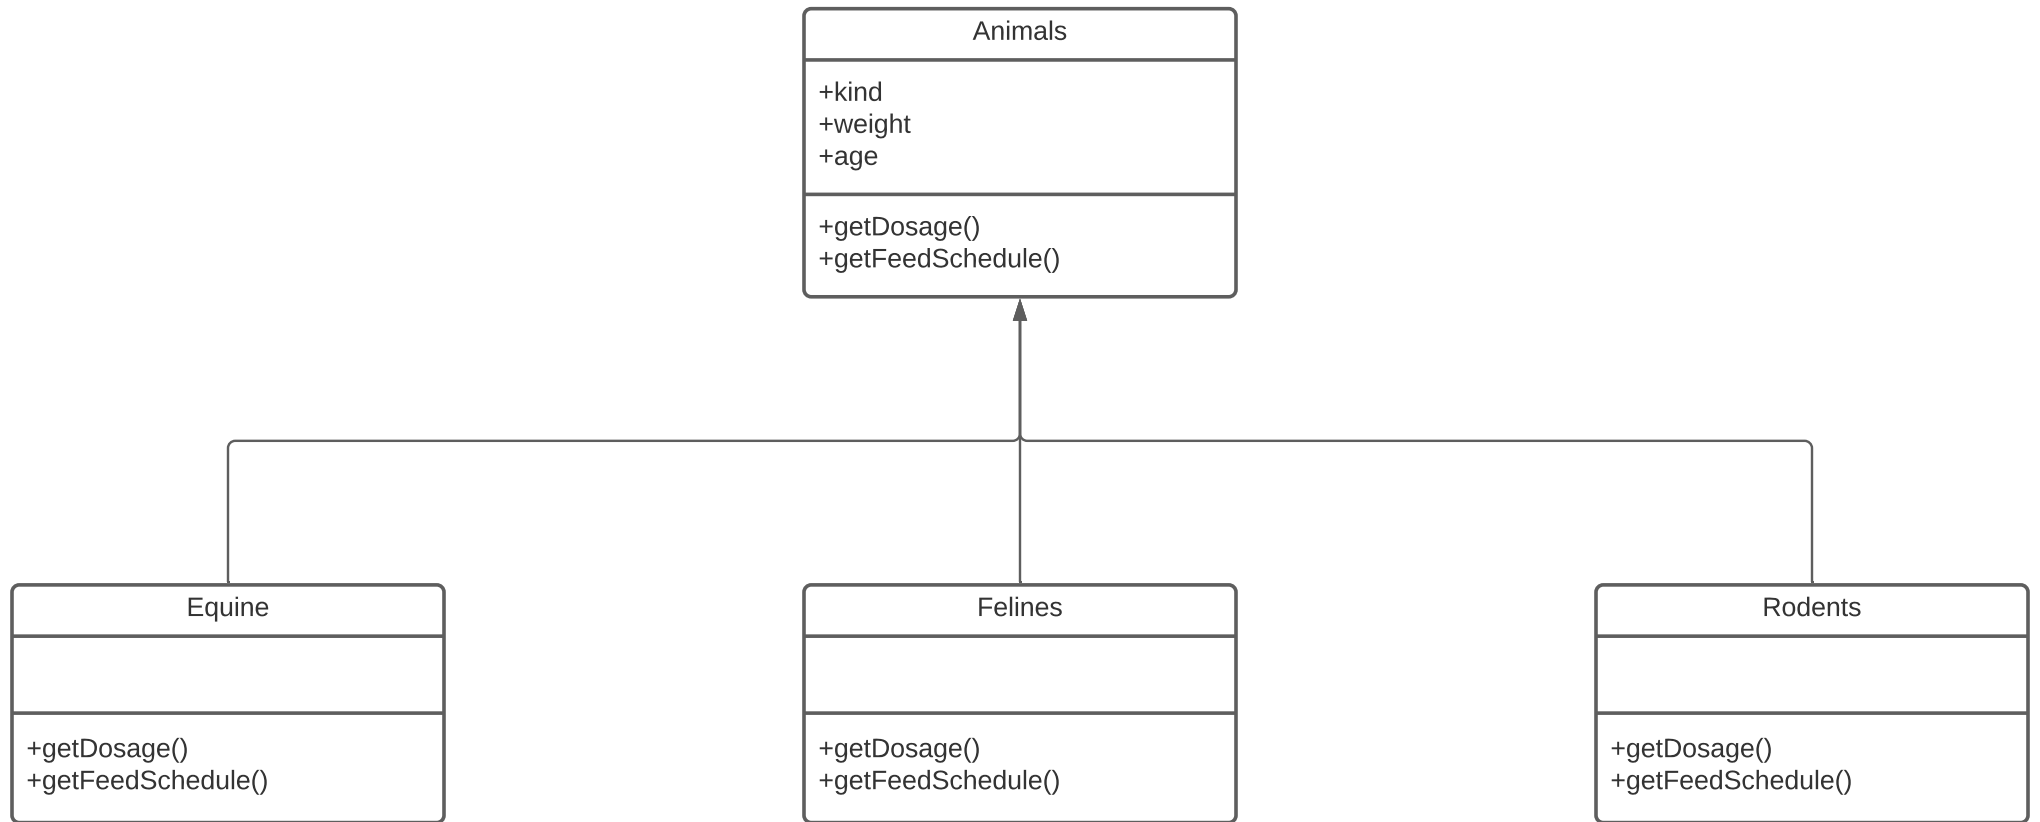 Animals
+kind
+weight
+age
+getDosage()
+getFeedSchedule()
Equine
+getDosage()
+getFeedSchedule()
Felines
+getDosage()
+getFeedSchedule()
Rodents
+getDosage()
+getFeedSchedule()